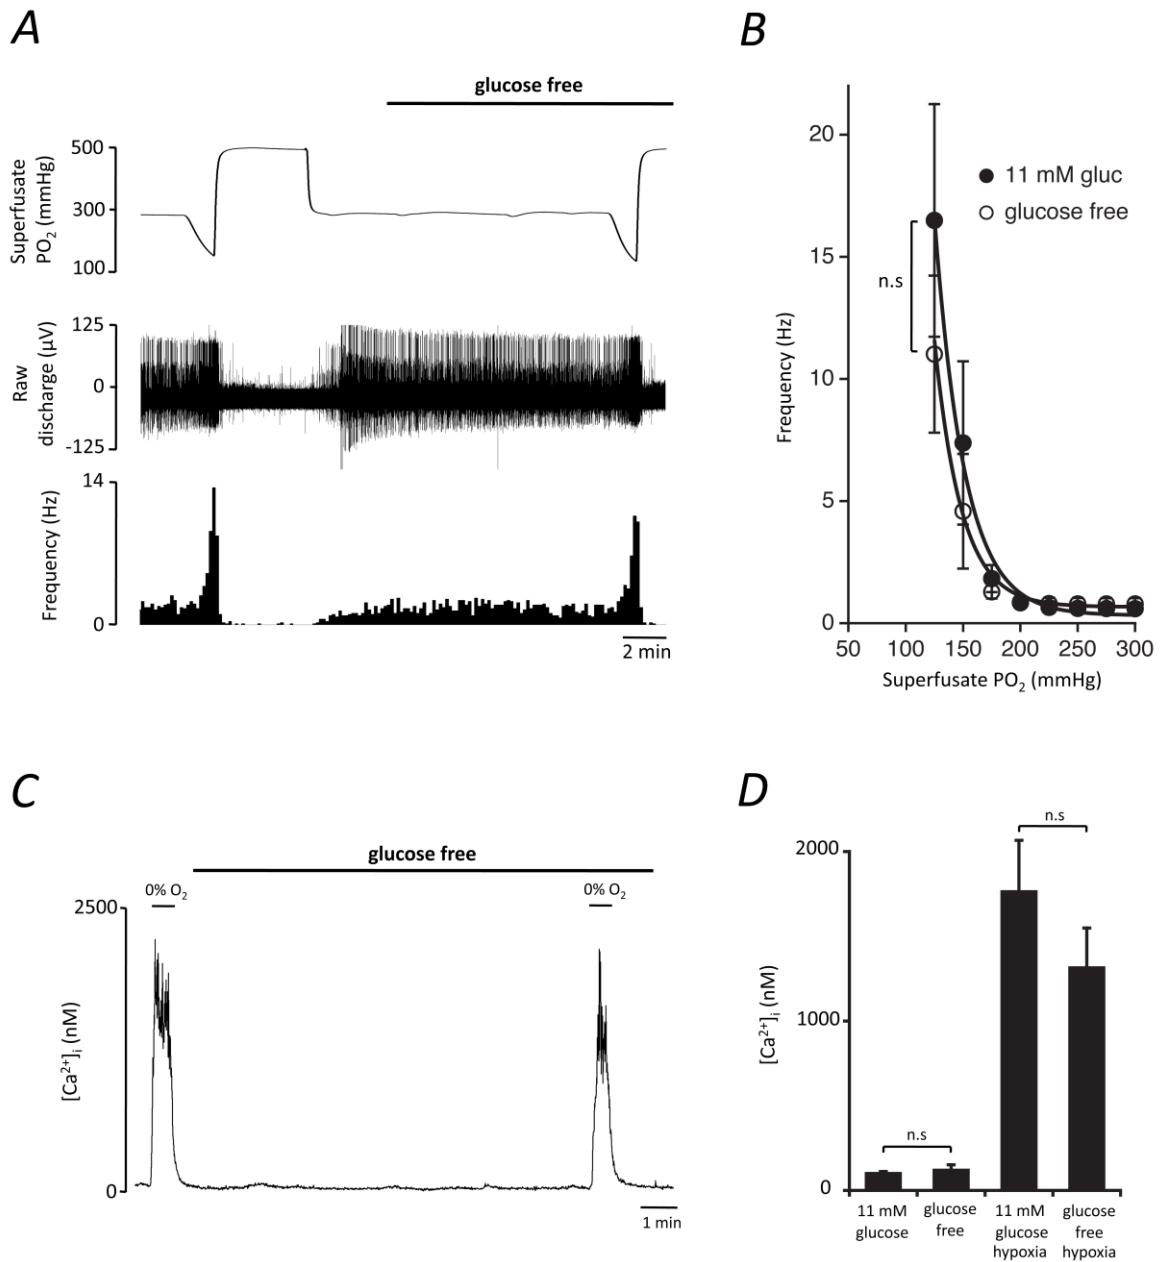 A
glucose free
Superfusate
PO2 (mmHg)
500
300
100
Raw
discharge (µV)
125
0
-125
Frequency (Hz)
14
0
2 min
B
20
15
10
5
0
Frequency (Hz)
11 mM gluc
glucose free
n.s
50 100 150 200 250 300
Superfusate PO2 (mmHg)
C
glucose free
0% O2
0% O2
2500
0
[Ca2+]i (nM)
1 min
D
n.s
2000
1000
0
[Ca2+]i (nM)
n.s
11 mM
glucose
glucose
free
11 mM
glucose
hypoxia
glucose
free
hypoxia